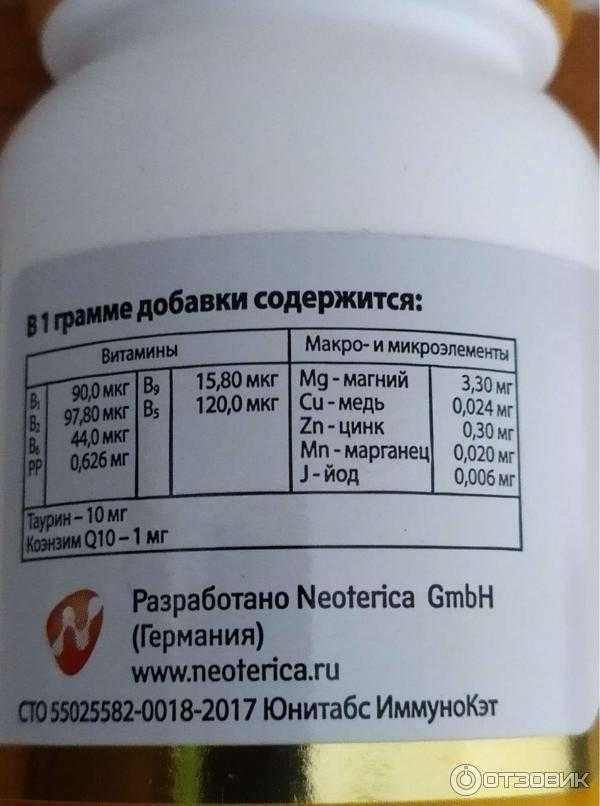 В 1 грамме добавки содержится:
Витамины
Макро- и микроэлементы
B₁ 90,0 мкг B₉ 15,80 мкг
B₂ 97,80 мкг B₅ 120,0 мкг
B₆ 44,0 мкг
PP 0,626 мг
Mg - магний 3,30 мг
Cu - медь 0,024 мг
Zn - цинк 0,30 мг
Mn - марганец 0,020 мг
J - йод 0,006 мг
Таурин – 10 мг
Коэнзим Q10 – 1 мг
Разработано Neoterica GmbH
(Германия)
www.neoterica.ru
СТО 55025582-0018-2017 Юнитабс ИммуноКэт
ОТЗОВИК